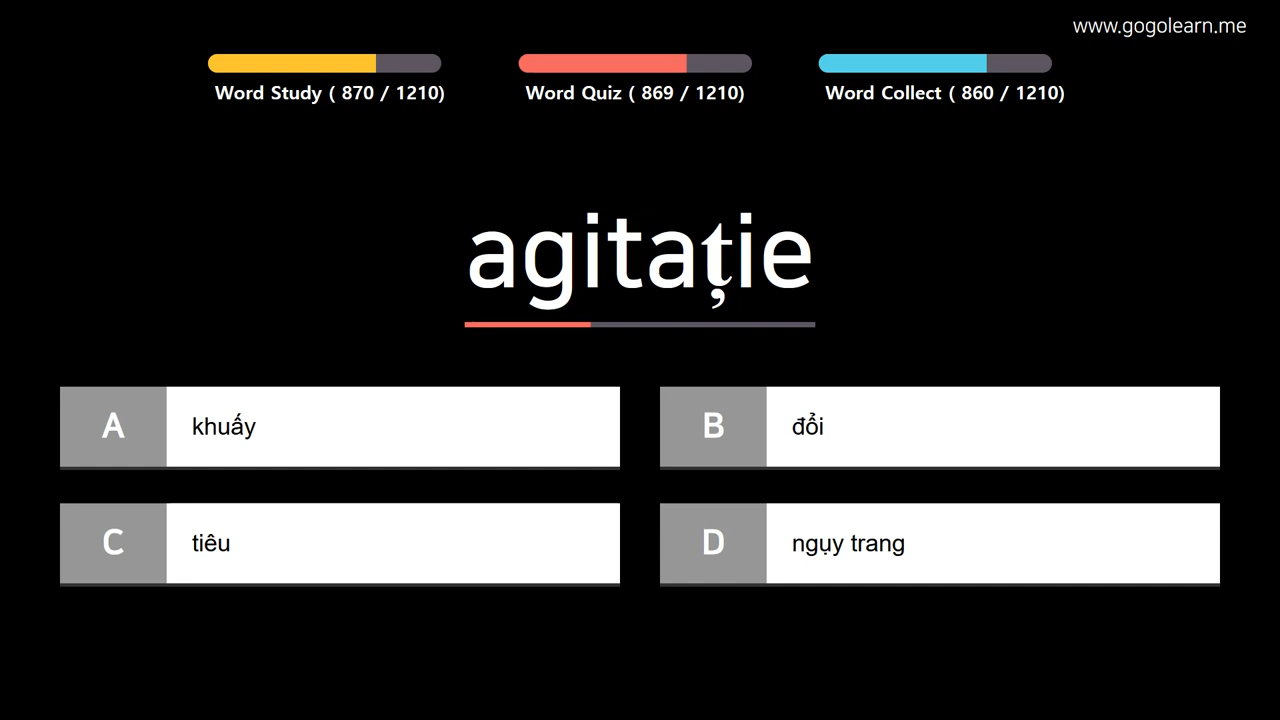 www.gogolearn.me
Word Study ( 870 / 1210)
Word Quiz ( 869 / 1210)
Word Collect ( 860 / 1210)
agitație
A khuấy
B đổi
C tiêu
D ngụy trang